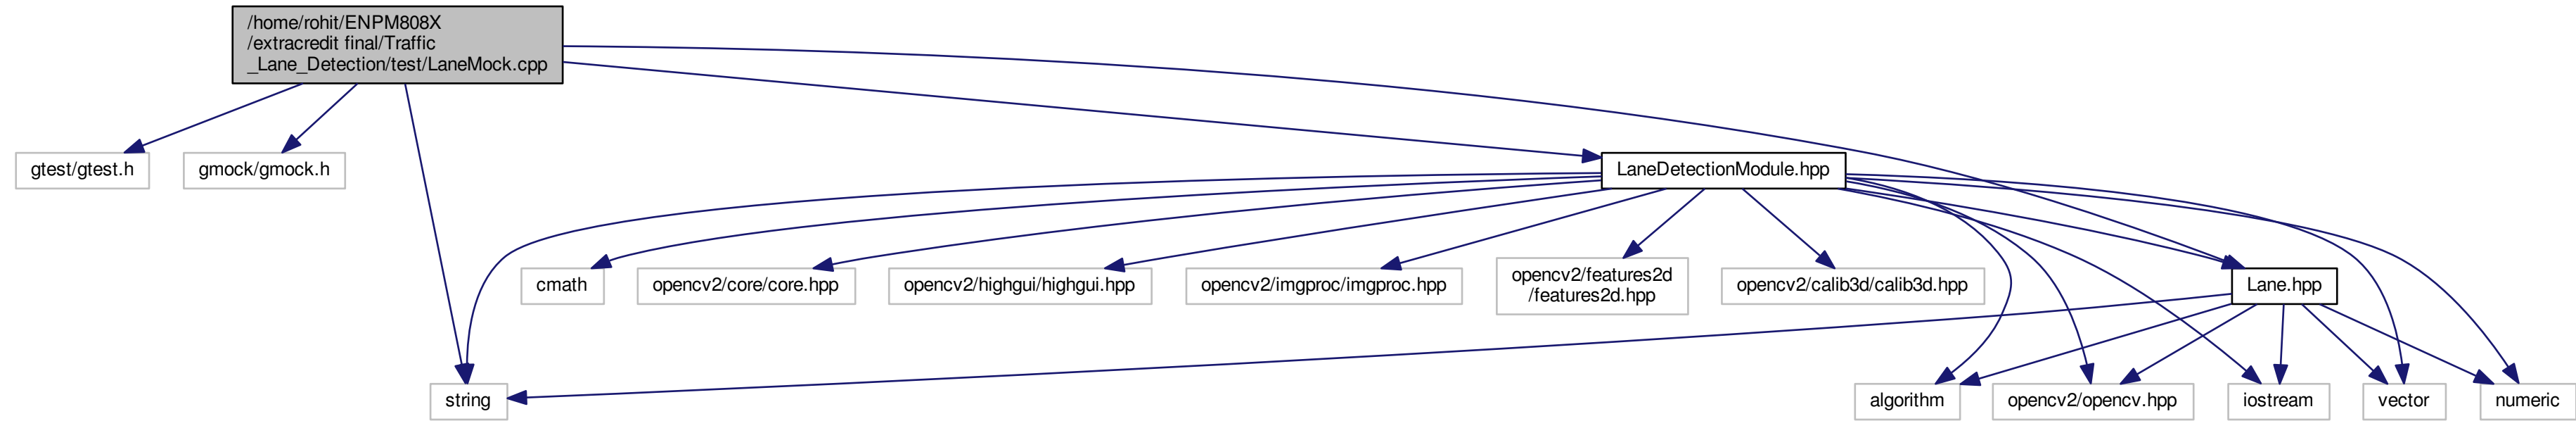 /home/rohit/ENPM808X
/extracredit final/Traffic
_Lane_Detection/test/LaneMock.cpp
gtest/gtest.h
gmock/gmock.h
LaneDetectionModule.hpp
cmath
opencv2/core/core.hpp
opencv2/highgui/highgui.hpp
opencv2/imgproc/imgproc.hpp
opencv2/features2d
/features2d.hpp
opencv2/calib3d/calib3d.hpp
Lane.hpp
string
algorithm
opencv2/opencv.hpp
iostream
vector
numeric